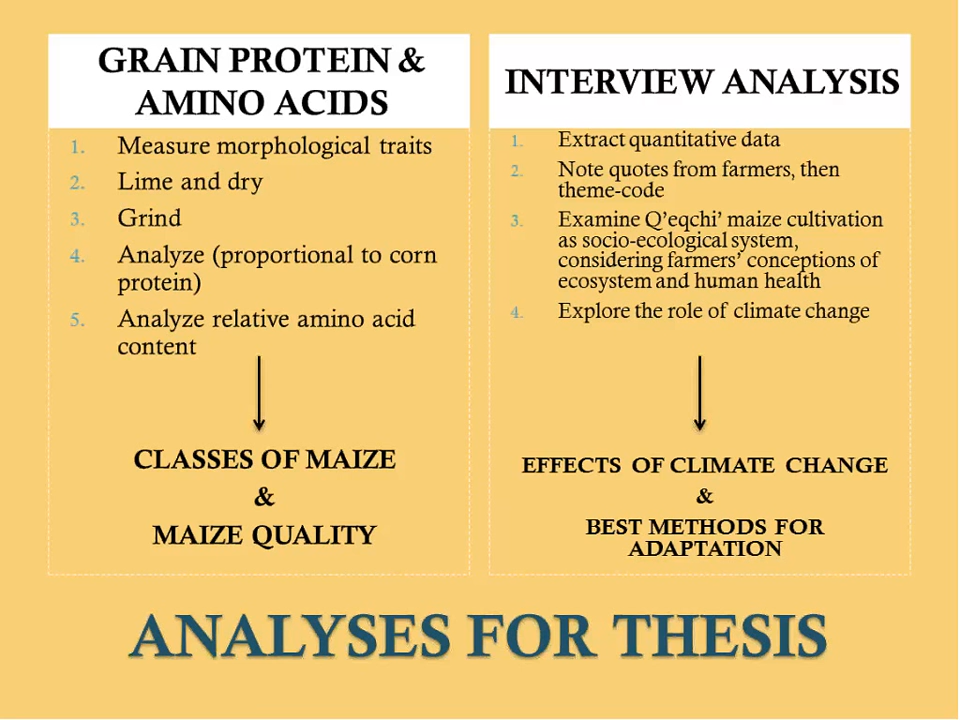 GRAIN PROTEIN &
AMINO ACIDS
1. Measure morphological traits
2. Lime and dry
3. Grind
4. Analyze (proportional to corn
protein)
5. Analyze relative amino acid
content
CLASSES OF MAIZE
&
MAIZE QUALITY
INTERVIEW ANALYSIS
1. Extract quantitative data
2. Note quotes from farmers, then
theme-code
3. Examine Q’eqchi’ maize cultivation
as socio-ecological system,
considering farmers’ conceptions of
ecosystem and human health
4. Explore the role of climate change
EFFECTS OF CLIMATE CHANGE
&
BEST METHODS FOR
ADAPTATION
ANALYSES FOR THESIS